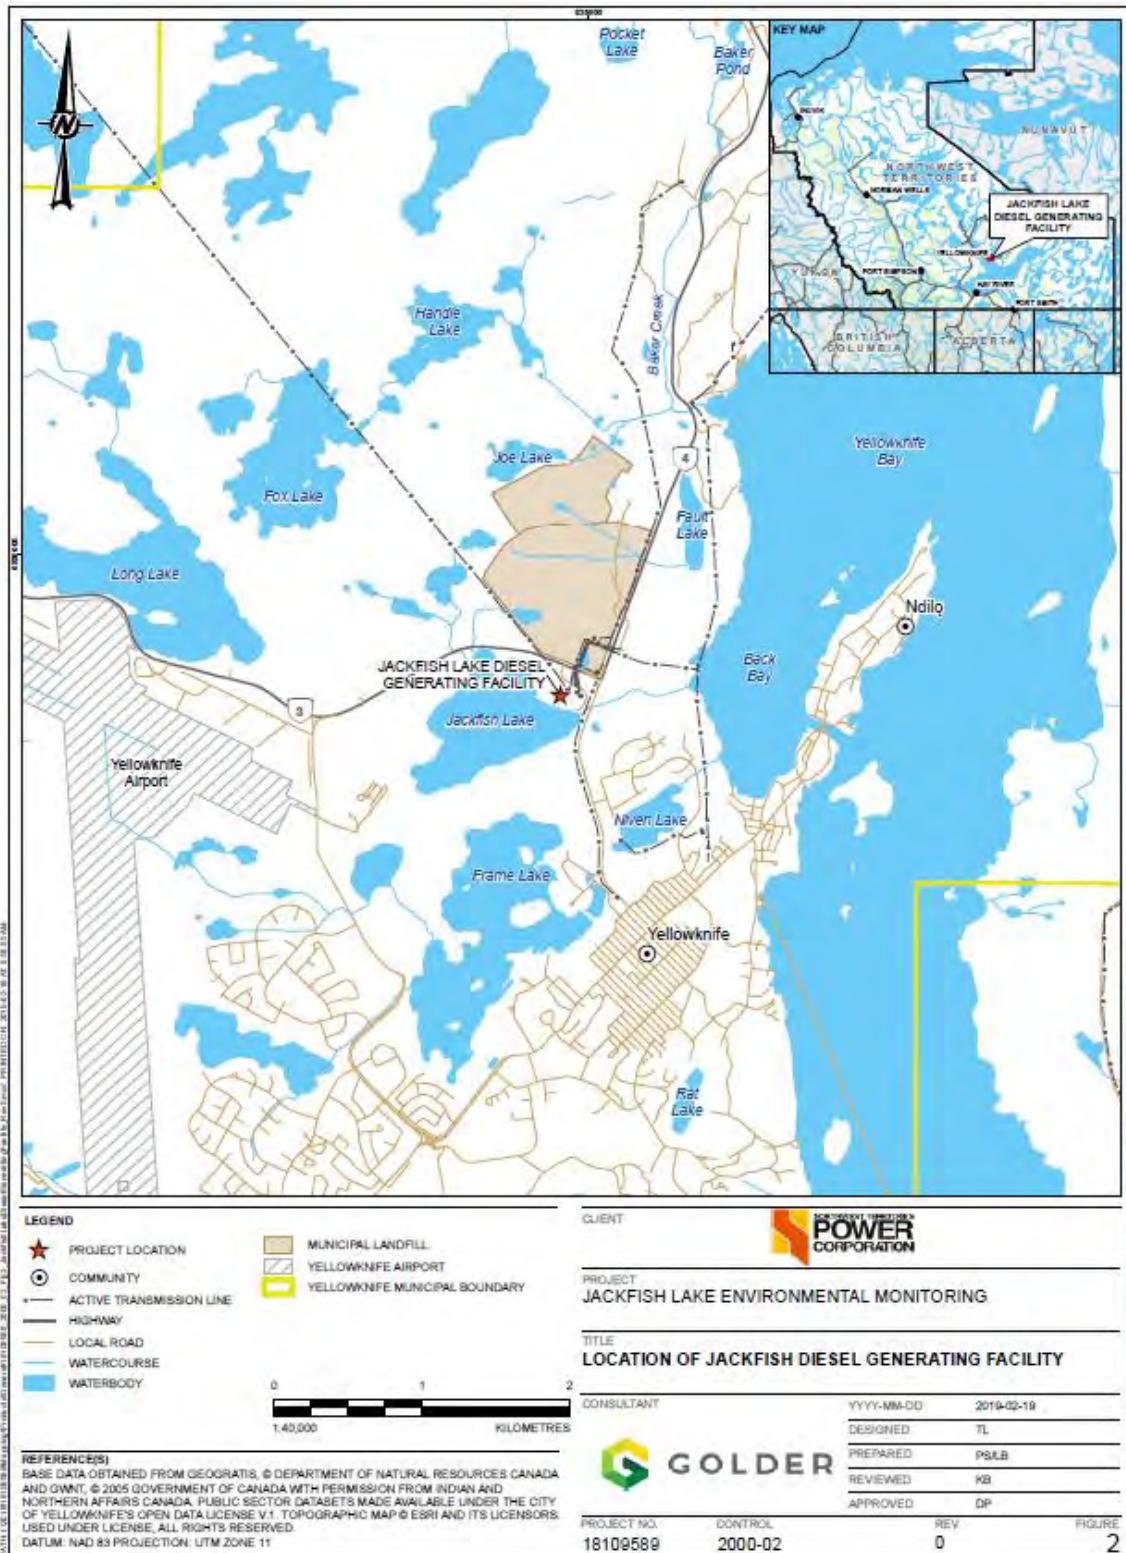 Pocket
Lake
Baker
Pond
KEY MAP
INUVIK
NUNAVUT
NORTHWEST
TERRITORIES
NORMAN WELLS
JACKFISH LAKE
DIESEL GENERATING
FACILITY
YELLOWKNIFE
YUKON
FORT SIMPSON
HAY RIVER
FORT SMITH
BRITISH
COLUMBIA
ALBERTA
N
Handle
Lake
Baker Creek
Yellowknife
Bay
Joe Lake
4
Fox Lake
Fault
Lake
Long Lake
Ndilǫ
Back
Bay
JACKFISH LAKE DIESEL
GENERATING FACILITY
Jackfish Lake
3
Yellowknife
Airport
Niven Lake
Frame Lake
Yellowknife
Rat
Lake
LEGEND
PROJECT LOCATION
COMMUNITY
ACTIVE TRANSMISSION LINE
HIGHWAY
LOCAL ROAD
WATERCOURSE
WATERBODY
MUNICIPAL LANDFILL
YELLOWKNIFE AIRPORT
YELLOWKNIFE MUNICIPAL BOUNDARY
0 1 2
1:40,000 KILOMETRES
REFERENCE(S)
BASE DATA OBTAINED FROM GEOGRATIS, © DEPARTMENT OF NATURAL RESOURCES CANADA
AND GWNT, © 2005 GOVERNMENT OF CANADA WITH PERMISSION FROM INDIAN AND
NORTHERN AFFAIRS CANADA. PUBLIC SECTOR DATASETS MADE AVAILABLE UNDER THE CITY
OF YELLOWKNIFE'S OPEN DATA LICENSE V.1. TOPOGRAPHIC MAP © ESRI AND ITS LICENSORS.
USED UNDER LICENSE, ALL RIGHTS RESERVED.
DATUM: NAD 83 PROJECTION: UTM ZONE 11
CLIENT
NORTHWEST TERRITORIES
POWER
CORPORATION
PROJECT
JACKFISH LAKE ENVIRONMENTAL MONITORING
TITLE
LOCATION OF JACKFISH DIESEL GENERATING FACILITY
CONSULTANT
GOLDER
YYYY-MM-DD 2019-02-19
DESIGNED TL
PREPARED PS/LB
REVIEWED KB
APPROVED DP
PROJECT NO. CONTROL REV. FIGURE
18109589 2000-02 0 2